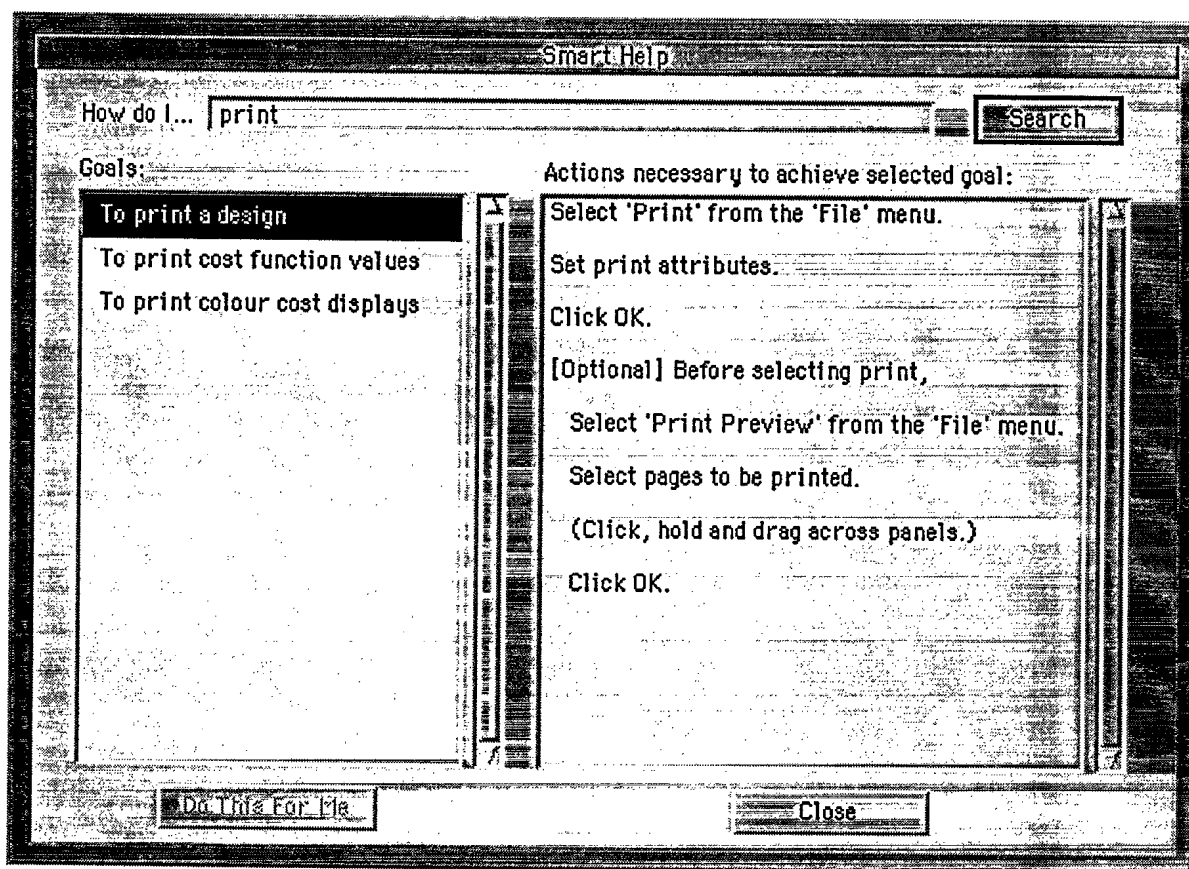 Smart Help
How do I... print
Search
Goals:
To print a design
To print cost function values
To print colour cost displays
Actions necessary to achieve selected goal:
Select 'Print' from the 'File' menu.
Set print attributes.
Click OK.
[Optional] Before selecting print,
Select 'Print Preview' from the 'File' menu.
Select pages to be printed.
(Click, hold and drag across panels.)
Click OK.
Do This For Me
Close